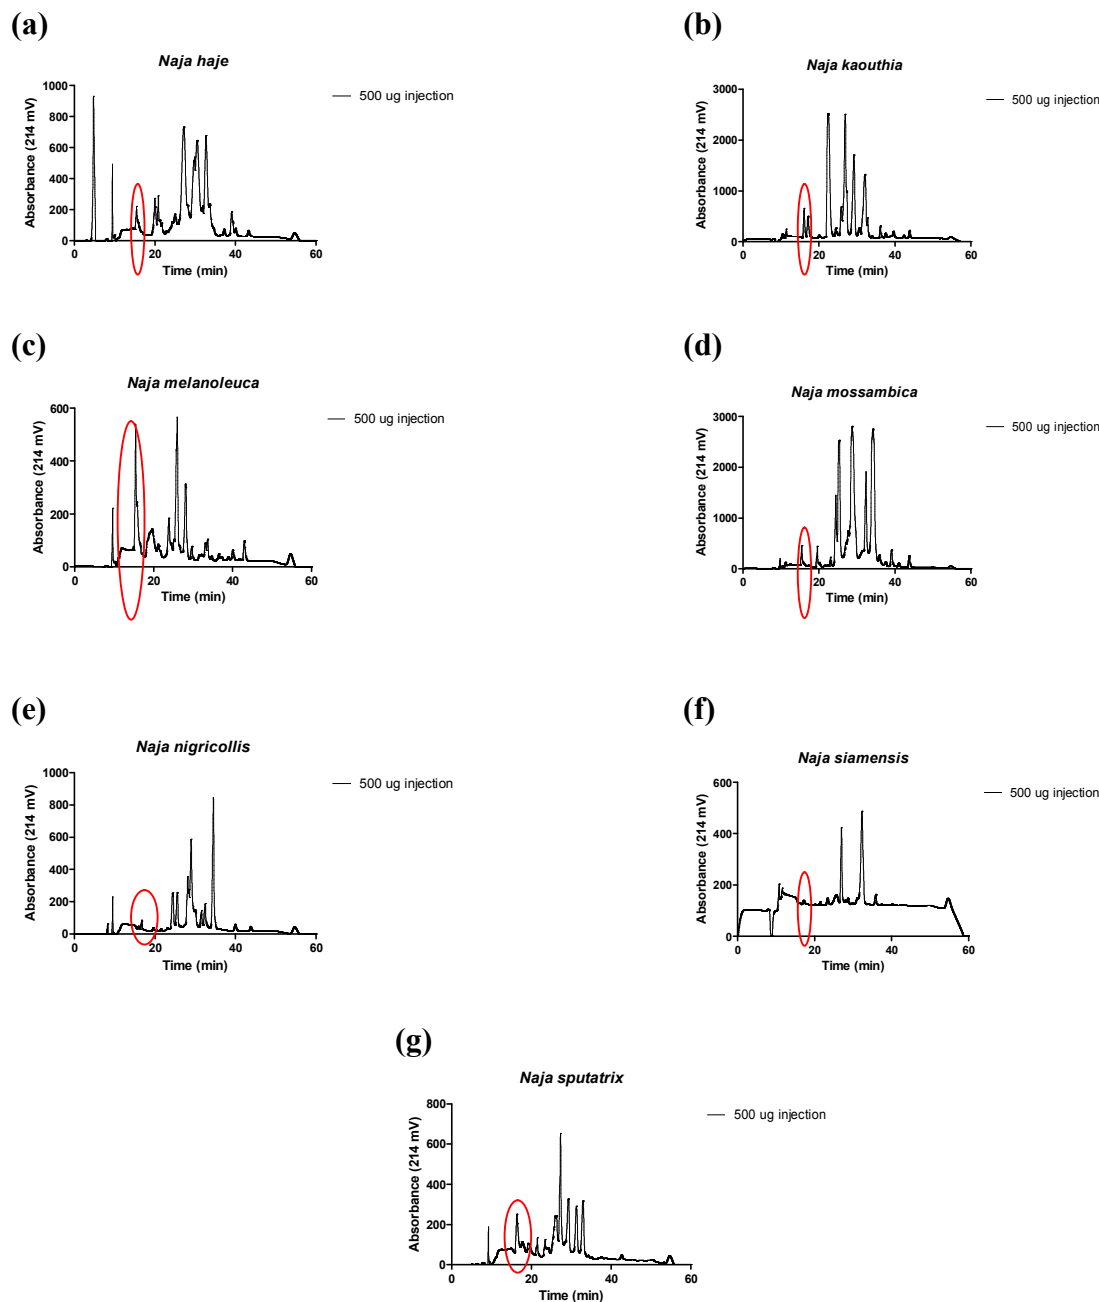 (a)
Naja haje
500 ug injection
Absorbance (214 mV)
1000
800
600
400
200
0
0 20 40 60
Time (min)
(b)
Naja kaouthia
500 ug injection
Absorbance (214 mV)
3000
2000
1000
0
0 20 40 60
Time (min)
(c)
Naja melanoleuca
500 ug injection
Absorbance (214 mV)
600
400
200
0
0 20 40 60
Time (min)
(d)
Naja mossambica
500 ug injection
Absorbance (214 mV)
3000
2000
1000
0
0 20 40 60
Time (min)
(e)
Naja nigricollis
500 ug injection
Absorbance (214 mV)
1000
800
600
400
200
0
0 20 40 60
Time (min)
(f)
Naja siamensis
500 ug injection
Absorbance (214 mV)
600
400
200
0
0 20 40 60
Time (min)
(g)
Naja sputatrix
500 ug injection
Absorbance (214 mV)
800
600
400
200
0
0 20 40 60
Time (min)